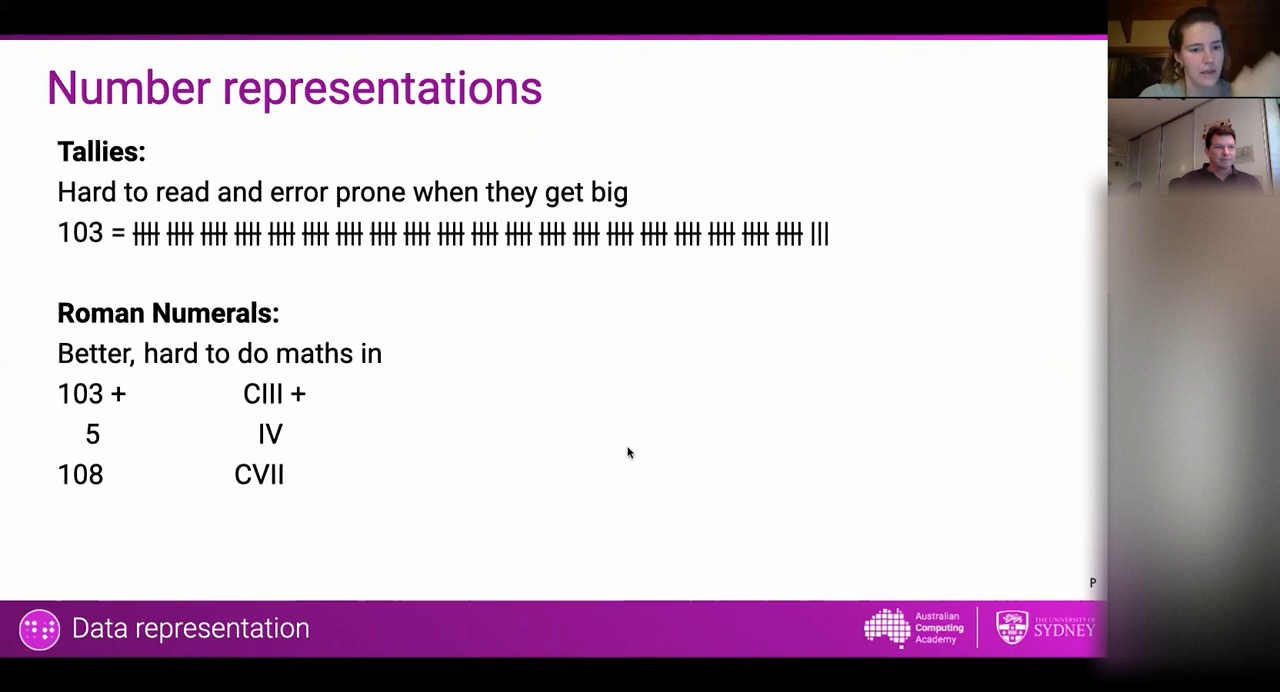 Number representations
Tallies:
Hard to read and error prone when they get big
103 = 卌 卌 卌 卌 卌 卌 卌 卌 卌 卌 卌 卌 卌 卌 卌 卌 卌 卌 卌 卌 |||
Roman Numerals:
Better, hard to do maths in
103 + CIII +
5 IV
108 CVII
P
Data representation
Australian
Computing
Academy
THE UNIVERSITY OF
SYDNEY